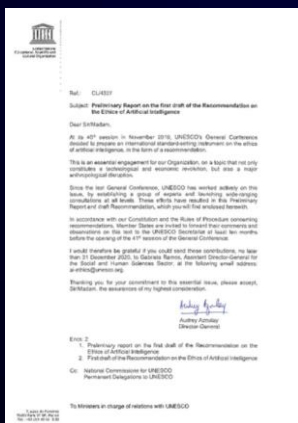 Ref.: CL/4327
Subject: Preliminary Report on the first draft of the Recommendation on
the Ethics of Artificial Intelligence
Dear Sir/Madam,
At its 40th session in November 2019, UNESCO's General Conference
decided to prepare an international standard-setting instrument on the ethics
of artificial intelligence, in the form of a recommendation.
This is an essential engagement for our Organization, on a topic that not only
constitutes a technological and economic revolution, but also a major
anthropological disruption.
Since the last General Conference, UNESCO has worked actively on this
issue, by establishing a group of experts and launching wide-ranging
consultations at all levels. These efforts have resulted in this Preliminary
Report and draft Recommendation, which you will find enclosed herewith.
In accordance with our Constitution and the Rules of Procedure concerning
recommendations, Member States are invited to forward their comments and
observations on this text to the UNESCO Secretariat at least ten months
before the opening of the 41st session of the General Conference.
I would therefore be grateful if you could send these contributions, no later
than 31 December 2020, to Gabriela Ramos, Assistant Director-General for
the Social and Human Sciences Sector, at the following email address:
ai-ethics@unesco.org.
Thanking you for your commitment to this essential issue, please accept,
Sir/Madam, the assurances of my highest consideration.
Audrey Azoulay
Audrey Azoulay
Director-General
Encs: 2
1. Preliminary report on the first draft of the Recommendation on the
Ethics of Artificial Intelligence
2. First draft of the Recommendation on the Ethics of Artificial Intelligence
Cc: National Commissions for UNESCO
Permanent Delegations to UNESCO
To Ministers in charge of relations with UNESCO